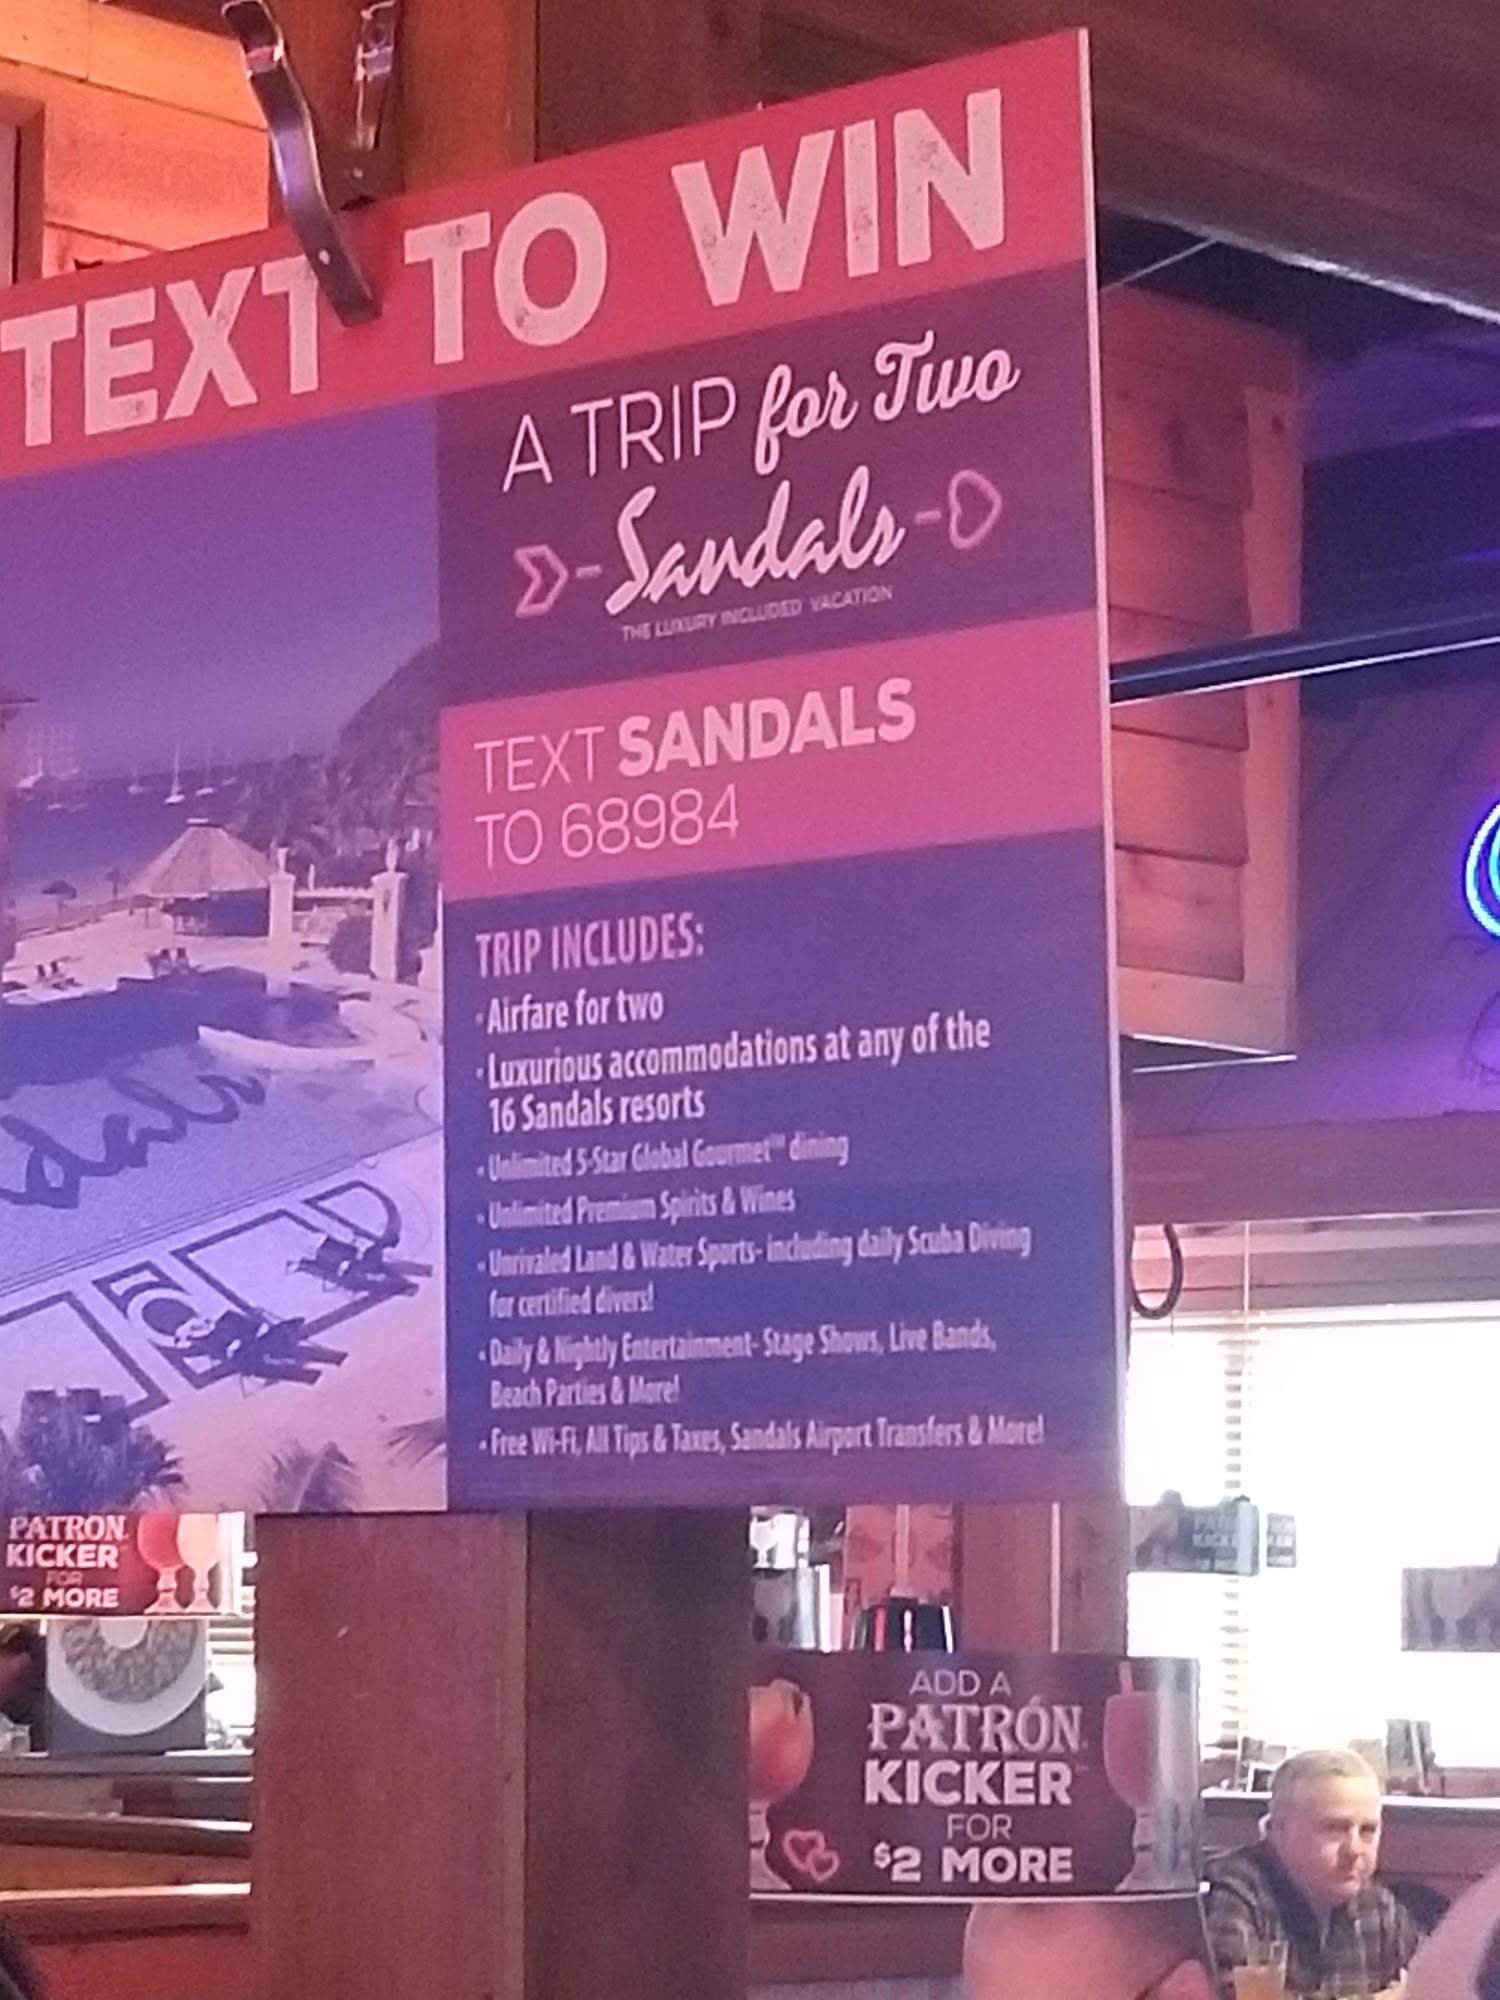 TEXT TO WIN
A TRIP for Two
Sandals
THE LUXURY INCLUDED VACATION
TEXT SANDALS
TO 68984
TRIP INCLUDES:
• Airfare for two
• Luxurious accommodations at any of the
16 Sandals resorts
• Unlimited 5-Star Global Gourmet™ dining
• Unlimited Premium Spirits & Wines
• Unrivaled Land & Water Sports- including daily Scuba Diving
for certified divers!
• Daily & Nightly Entertainment- Stage Shows, Live Bands,
Beach Parties & More!
• Free Wi-Fi, All Tips & Taxes, Sandals Airport Transfers & More!
dals
PATRÓN
KICKER
FOR
$2 MORE
ADD A
PATRÓN
KICKER
FOR
$2 MORE